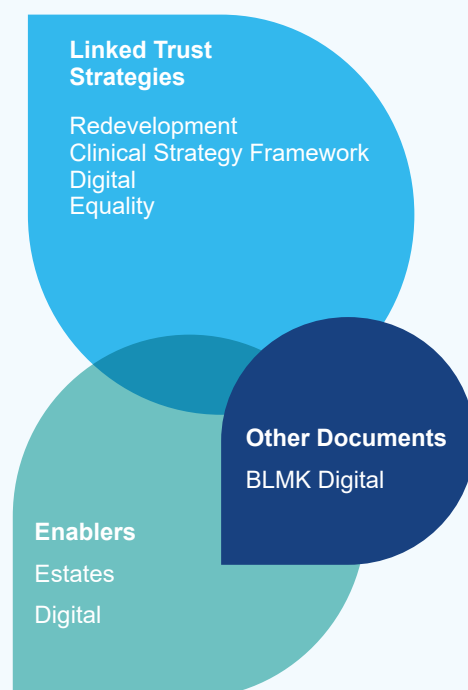 Linked Trust
Strategies
Redevelopment
Clinical Strategy Framework
Digital
Equality
Other Documents
BLMK Digital
Enablers
Estates
Digital